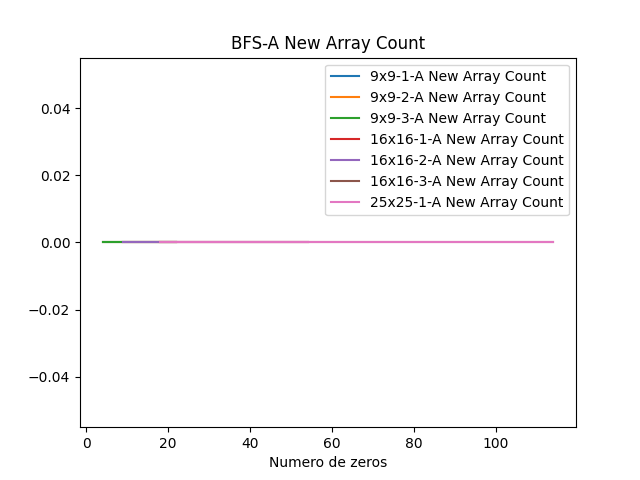 BFS-A New Array Count
9x9-1-A New Array Count
9x9-2-A New Array Count
9x9-3-A New Array Count
16x16-1-A New Array Count
16x16-2-A New Array Count
16x16-3-A New Array Count
25x25-1-A New Array Count
0.04
0.02
0.00
−0.02
−0.04
0 20 40 60 80 100
Numero de zeros